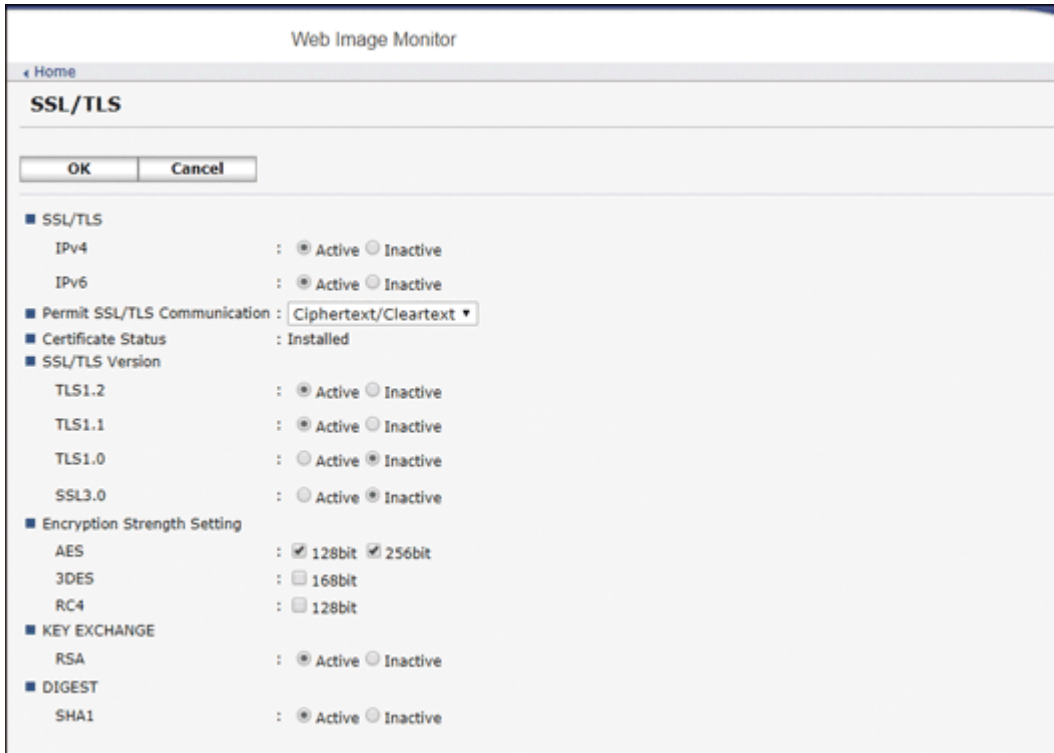 Web Image Monitor
Home
SSL/TLS
OK Cancel
SSL/TLS
IPv4 : Active Inactive
IPv6 : Active Inactive
Permit SSL/TLS Communication : Ciphertext/Cleartext
Certificate Status : Installed
SSL/TLS Version
TLS1.2 : Active Inactive
TLS1.1 : Active Inactive
TLS1.0 : Active Inactive
SSL3.0 : Active Inactive
Encryption Strength Setting
AES : 128bit 256bit
3DES : 168bit
RC4 : 128bit
KEY EXCHANGE
RSA : Active Inactive
DIGEST
SHA1 : Active Inactive